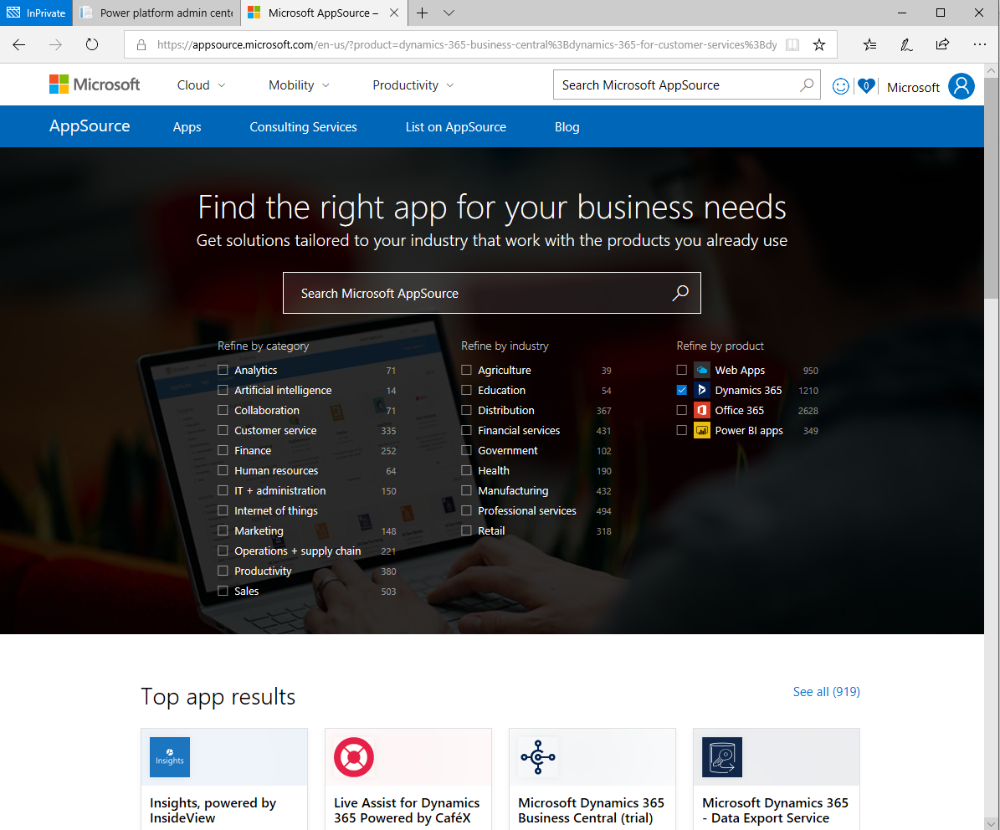 InPrivate
Power platform admin cente
Microsoft AppSource –
https://appsource.microsoft.com/en-us/?product=dynamics-365-business-central%3Bdynamics-365-for-customer-services%3Bdy
Microsoft
Cloud
Mobility
Productivity
Search Microsoft AppSource
0
Microsoft
AppSource
Apps
Consulting Services
List on AppSource
Blog
Find the right app for your business needs
Get solutions tailored to your industry that work with the products you already use
Search Microsoft AppSource
Refine by category
Analytics 71
Artificial intelligence 14
Collaboration 71
Customer service 335
Finance 252
Human resources 64
IT + administration 150
Internet of things
Marketing 148
Operations + supply chain 221
Productivity 380
Sales 503
Refine by industry
Agriculture 39
Education 54
Distribution 367
Financial services 431
Government 102
Health 190
Manufacturing 432
Professional services 494
Retail 318
Refine by product
Web Apps 950
Dynamics 365 1210
Office 365 2628
Power BI apps 349
Top app results
See all (919)
Insights
Insights, powered by
InsideView
Live Assist for Dynamics
365 Powered by CaféX
Microsoft Dynamics 365
Business Central (trial)
Microsoft Dynamics 365
- Data Export Service